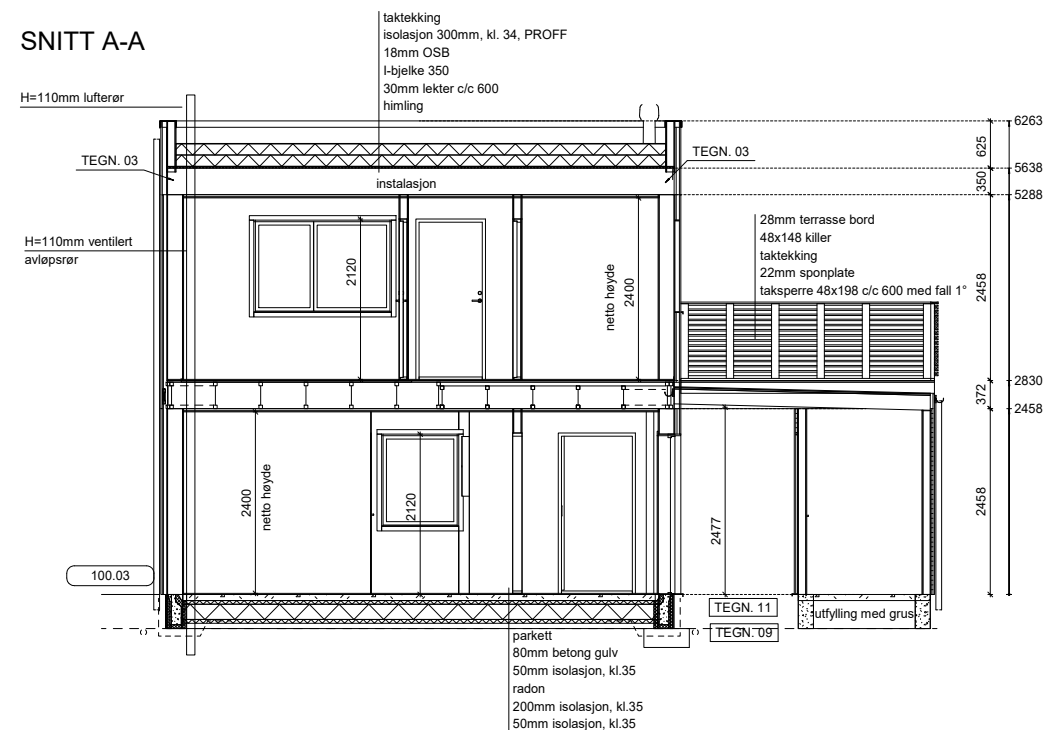 SNITT A-A
taktekking
isolasjon 300mm, kl. 34, PROFF
18mm OSB
I-bjelke 350
30mm lekter c/c 600
himling
H=110mm lufterør
TEGN. 03
TEGN. 03
instalasjon
6263
625
5638
350
5288
H=110mm ventilert
avløpsrør
2120
netto høyde
2400
28mm terrasse bord
48x148 killer
taktekking
22mm sponplate
taksperre 48x198 c/c 600 med fall 1°
2458
2830
372
2458
2400
netto høyde
2120
2477
2458
100.03
TEGN. 11
utfylling med grus
TEGN. 09
parkett
80mm betong gulv
50mm isolasjon, kl.35
radon
200mm isolasjon, kl.35
50mm isolasjon, kl.35